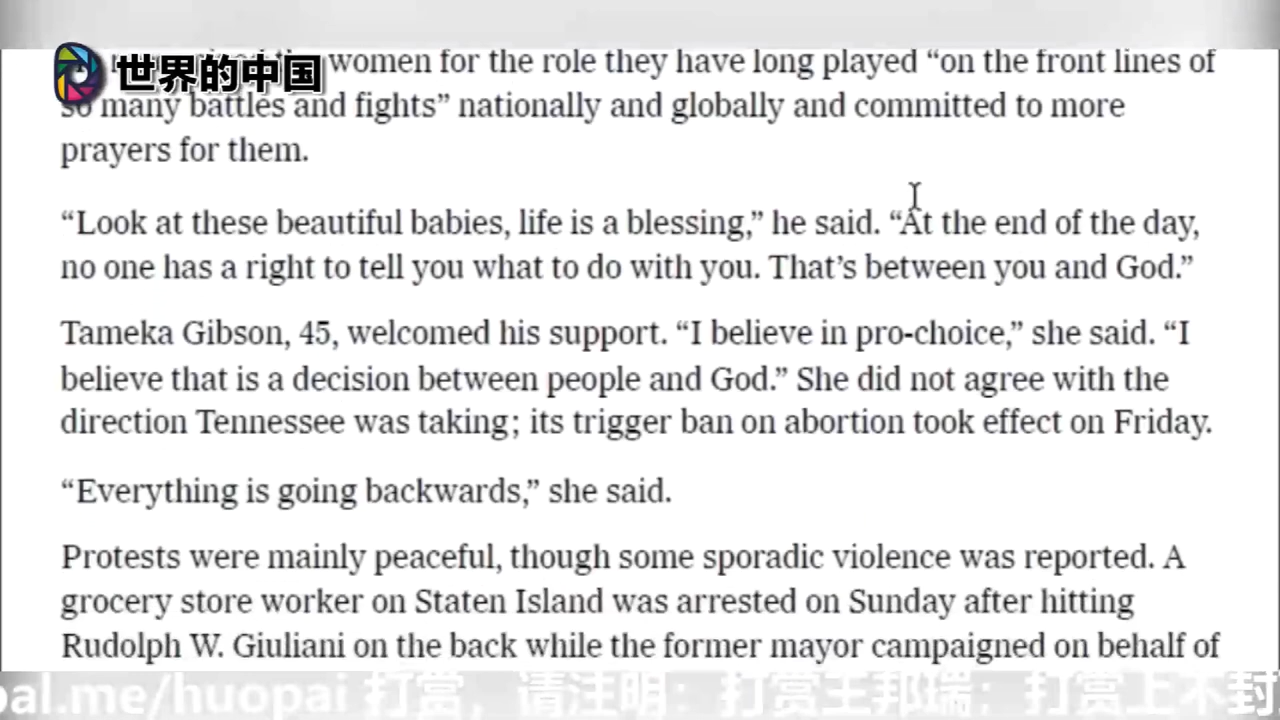 世界的中国
women for the role they have long played “on the front lines of
so many battles and fights” nationally and globally and committed to more
prayers for them.
“Look at these beautiful babies, life is a blessing,” he said. “At the end of the day,
no one has a right to tell you what to do with you. That’s between you and God.”
Tameka Gibson, 45, welcomed his support. “I believe in pro-choice,” she said. “I
believe that is a decision between people and God.” She did not agree with the
direction Tennessee was taking; its trigger ban on abortion took effect on Friday.
“Everything is going backwards,” she said.
Protests were mainly peaceful, though some sporadic violence was reported. A
grocery store worker on Staten Island was arrested on Sunday after hitting
Rudolph W. Giuliani on the back while the former mayor campaigned on behalf of
pal.me/huopai 打赏，请注明：打赏王邦瑞；打赏上不封